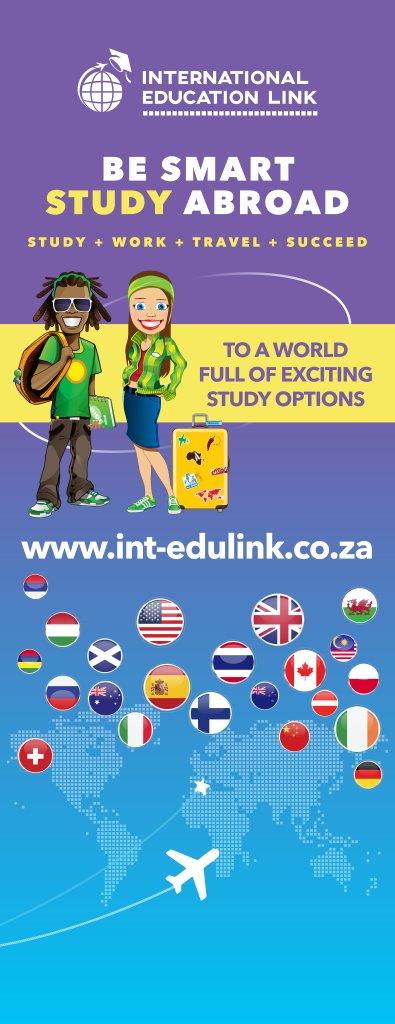 INTERNATIONAL
EDUCATION LINK
BE SMART
STUDY ABROAD
STUDY + WORK + TRAVEL + SUCCEED
TO A WORLD
FULL OF EXCITING
STUDY OPTIONS
www.int-edulink.co.za